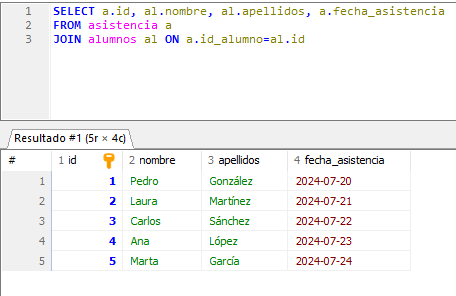 1 SELECT a.id, al.nombre, al.apellidos, a.fecha_asistencia
2 FROM asistencia a
3 JOIN alumnos al ON a.id_alumno=al.id
Resultado #1 (5r × 4c)
# 1 id 2 nombre 3 apellidos 4 fecha_asistencia
1 1 Pedro González 2024-07-20
2 2 Laura Martínez 2024-07-21
3 3 Carlos Sánchez 2024-07-22
4 4 Ana López 2024-07-23
5 5 Marta García 2024-07-24